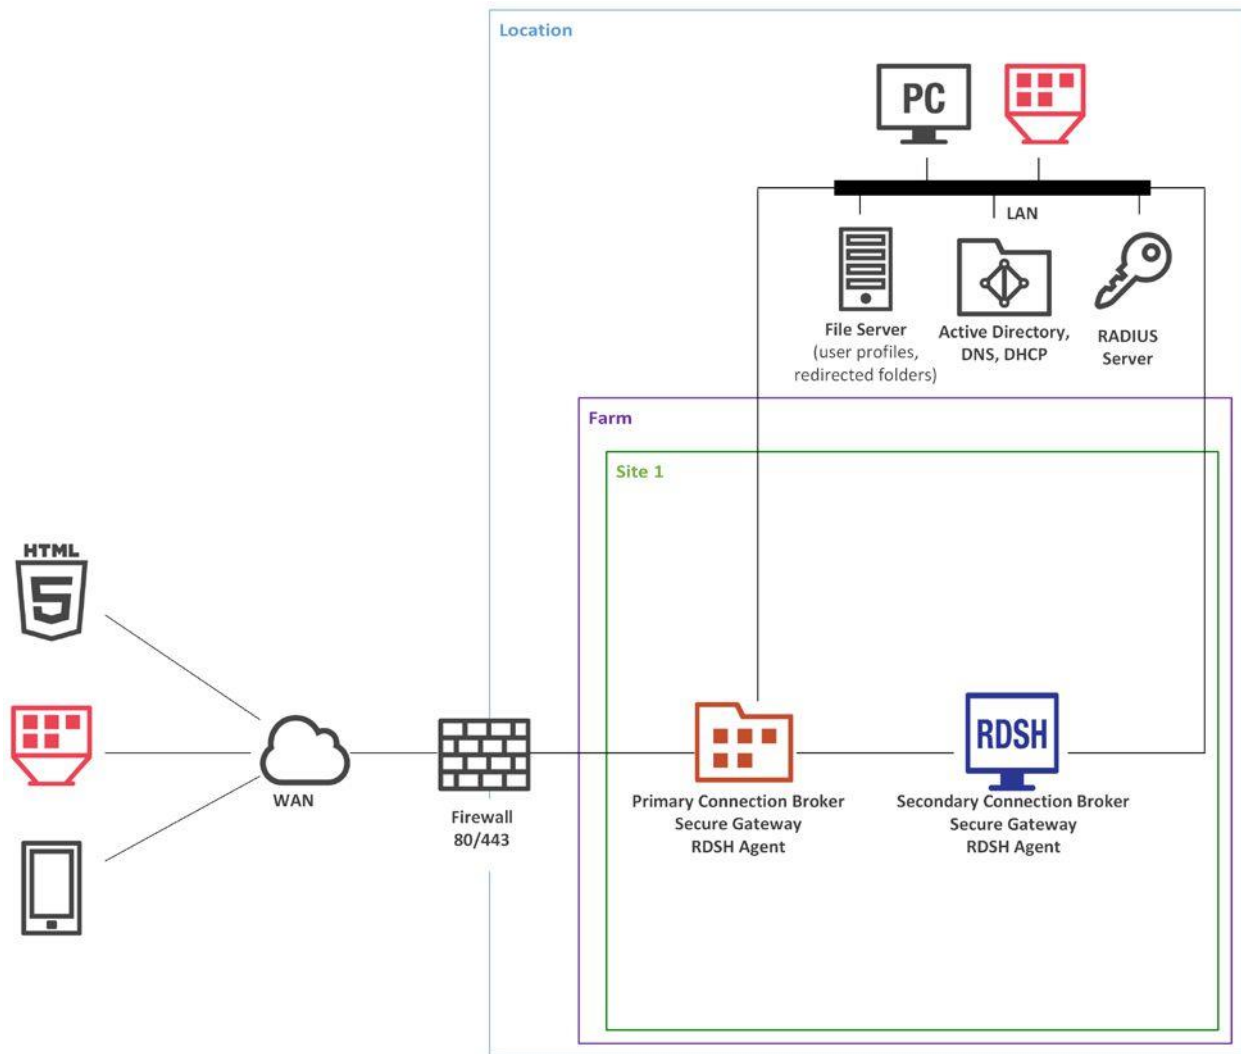 Location
PC
LAN
File Server
(user profiles,
redirected folders)
Active Directory,
DNS, DHCP
RADIUS
Server
Farm
Site 1
HTML
5
WAN
Firewall
80/443
Primary Connection Broker
Secure Gateway
RDSH Agent
RDSH
Secondary Connection Broker
Secure Gateway
RDSH Agent